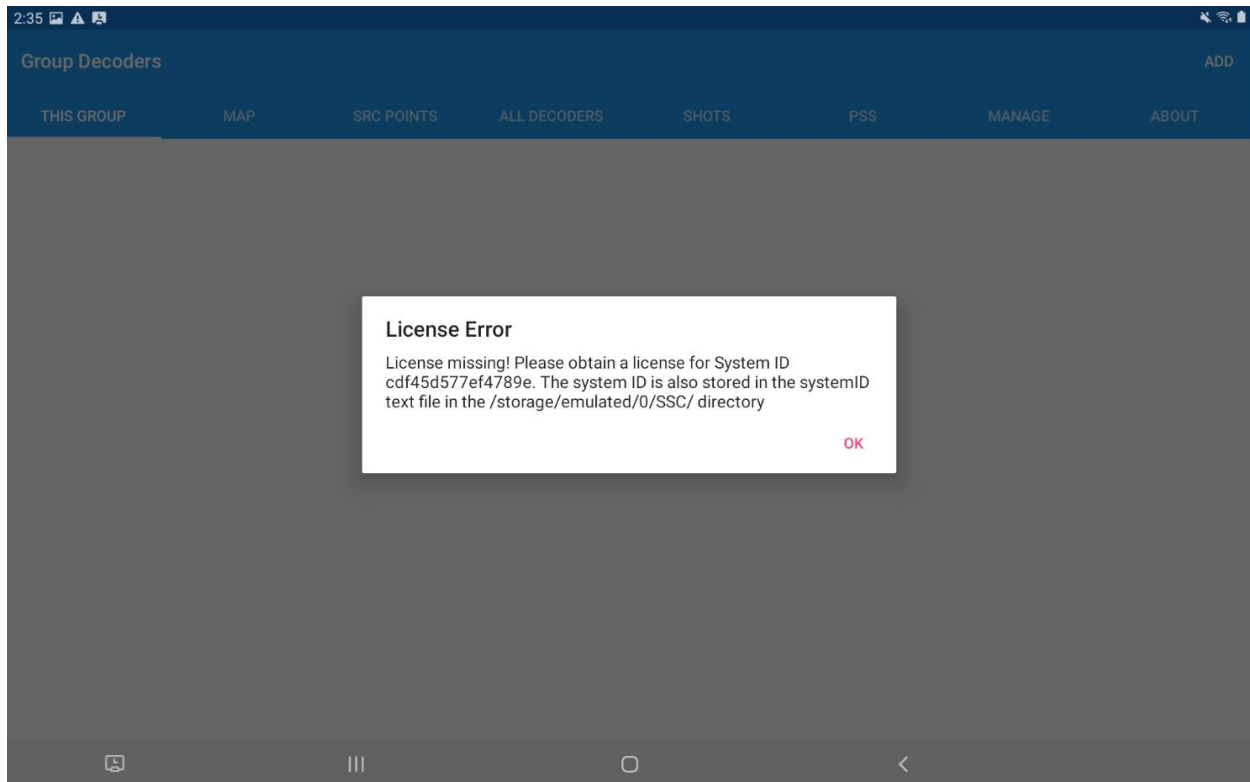 2:35
Group Decoders
ADD
THIS GROUP MAP SRC POINTS ALL DECODERS SHOTS PSS MANAGE ABOUT
License Error
License missing! Please obtain a license for System ID
cdf45d577ef4789e. The system ID is also stored in the systemID
text file in the /storage/emulated/0/SSC/ directory
OK